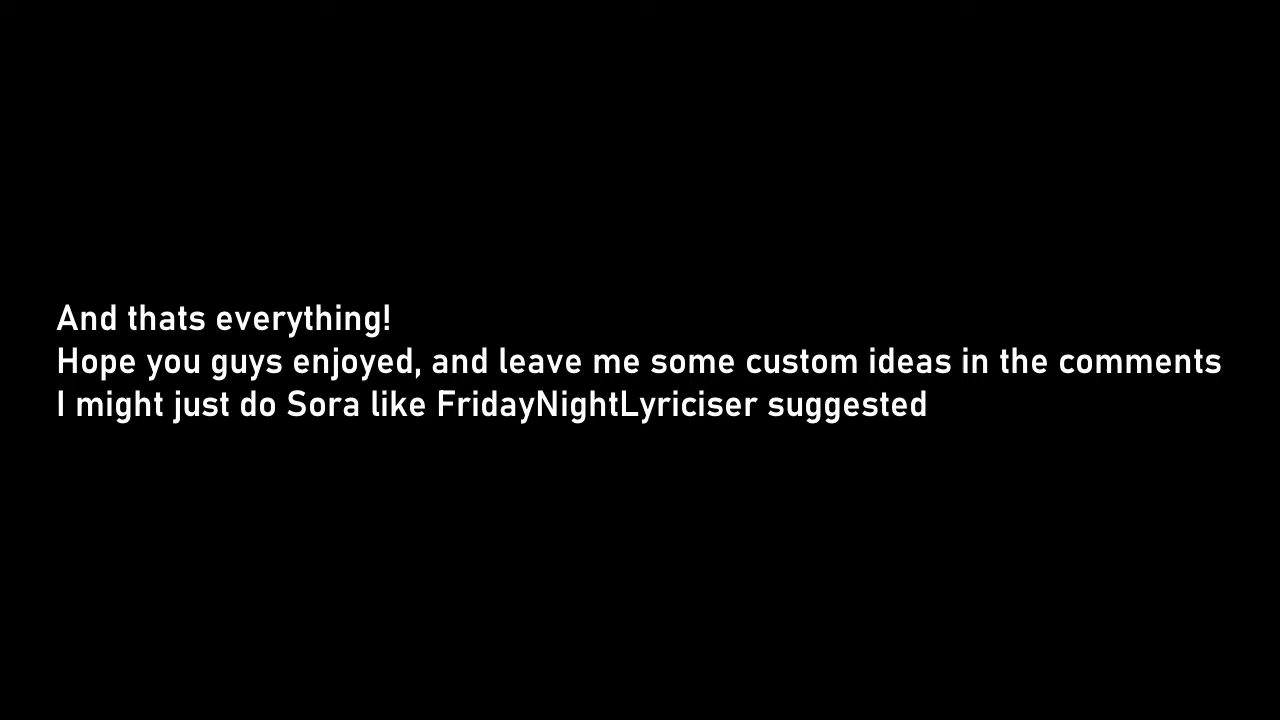 And thats everything!
Hope you guys enjoyed, and leave me some custom ideas in the comments
I might just do Sora like FridayNightLyriciser suggested